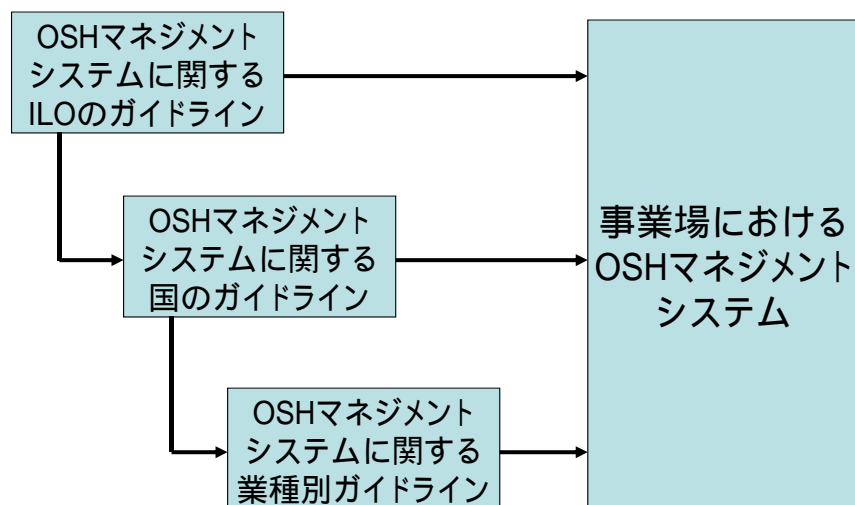 OSHマネジメント
システムに関する
ILOのガイドライン
OSHマネジメント
システムに関する
国のガイドライン
OSHマネジメント
システムに関する
業種別ガイドライン
事業場における
OSHマネジメント
システム